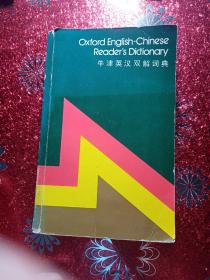 Oxford English-Chinese
Reader's Dictionary
牛津英汉双解词典